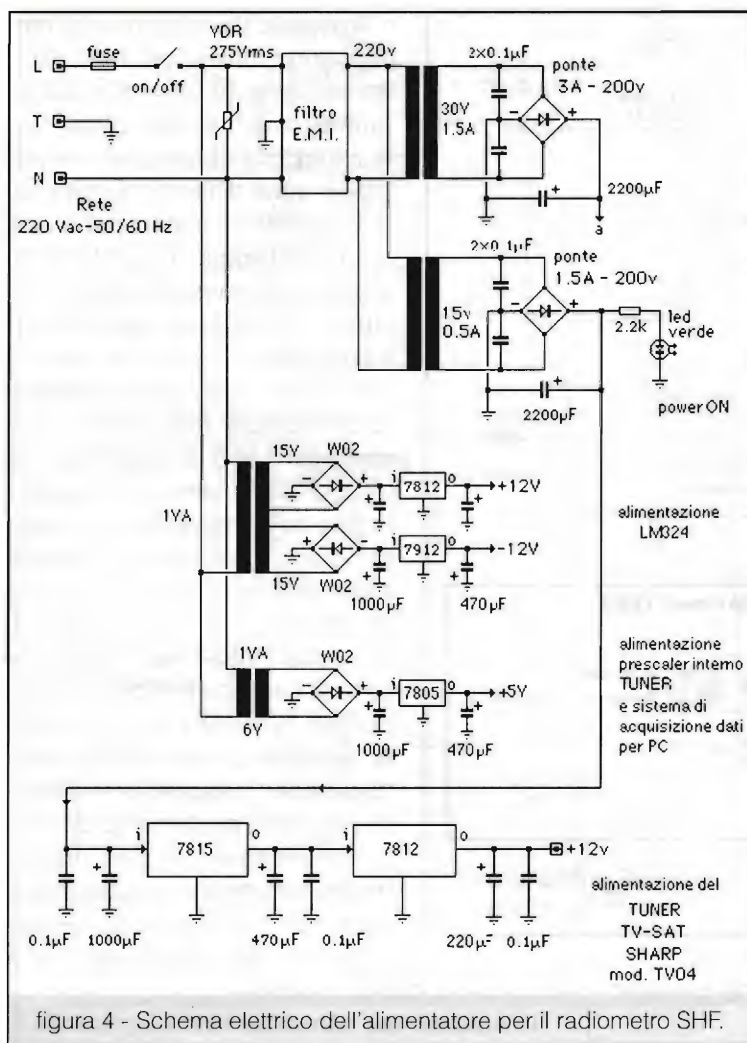 VDR
275Vrms
L
fuse
on/off
T
N
Rete
220 Vac-50/60 Hz
filtro
E.M.I.
220v
2×0.1µF
ponte
3A - 200v
30V
1.5A
-
+
+
2200µF
a
2×0.1µF
ponte
1.5A - 200v
15v
0.5A
-
+
2.2k
led
verde
+
2200µF
power ON
15V
W02
1VA
-
+
i
7812
o
+12V
+
+
alimentazione
LM324
+
-
i
7912
o
-12V
15V
W02
+
1000µF
+
470µF
1VA
W02
-
+
i
7805
o
+5V
6V
+
1000µF
+
470µF
alimentazione
prescaler interno
TUNER
e sistema di
acquisizione dati
per PC
i
7815
o
i
7812
o
+12v
+
+
+
0.1µF
1000µF
470µF
0.1µF
220µF
0.1µF
alimentazione del
TUNER
TV-SAT
SHARP
mod. TV04
figura 4 - Schema elettrico dell'alimentatore per il radiometro SHF.